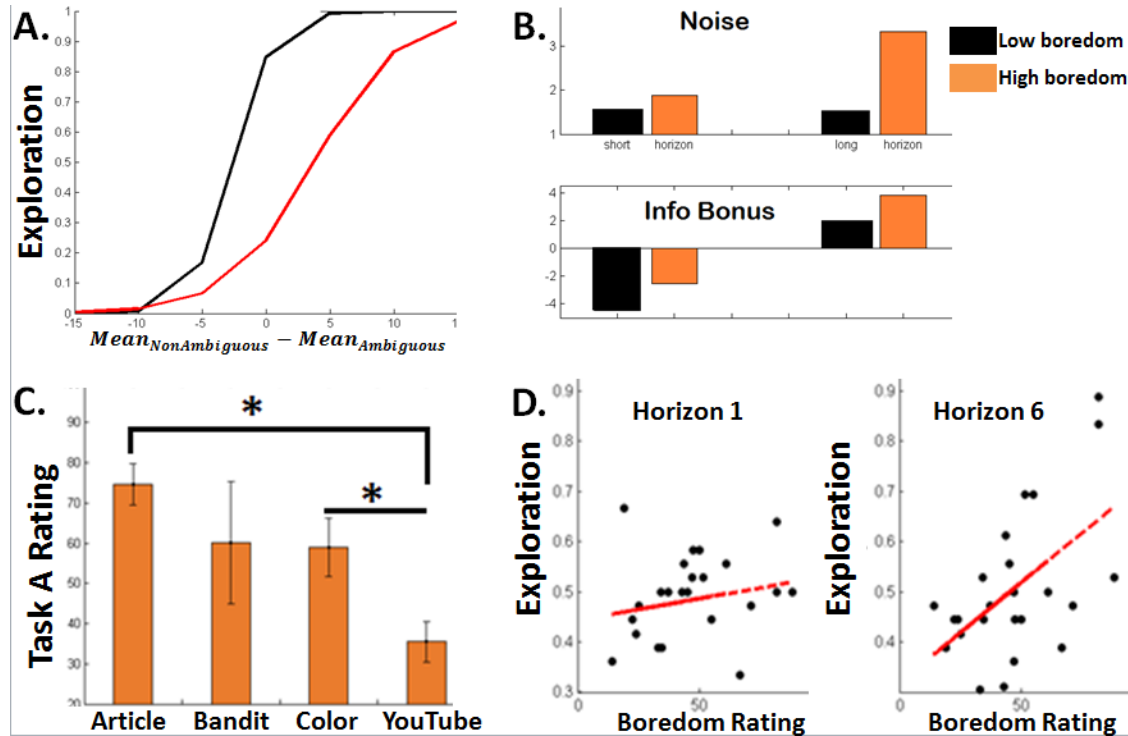 A.
Exploration
1
0.9
0.8
0.7
0.6
0.5
0.4
0.3
0.2
0.1
0
-15 -10 -5 0 5 10 1
Mean_NonAmbiguous − Mean_Ambiguous
B.
Noise
3
2
1
short horizon long horizon
Info Bonus
4
2
0
-2
-4
Low boredom
High boredom
C.
Task A Rating
90
80
70
60
50
40
30
20
* *
Article Bandit Color YouTube
D.
Horizon 1
Exploration
0.9
0.8
0.7
0.6
0.5
0.4
0.3
0 50
Boredom Rating
Horizon 6
Exploration
0.9
0.8
0.7
0.6
0.5
0.4
0
50
Boredom Rating